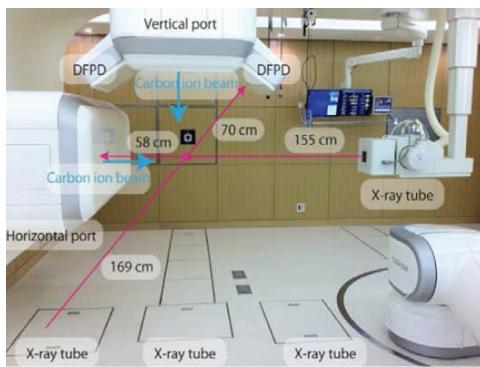 Vertical port
DFPD
DFPD
Carbon ion beam
70 cm
58 cm
155 cm
Carbon ion beam
X-ray tube
Horizontal port
169 cm
X-ray tube
X-ray tube
X-ray tube